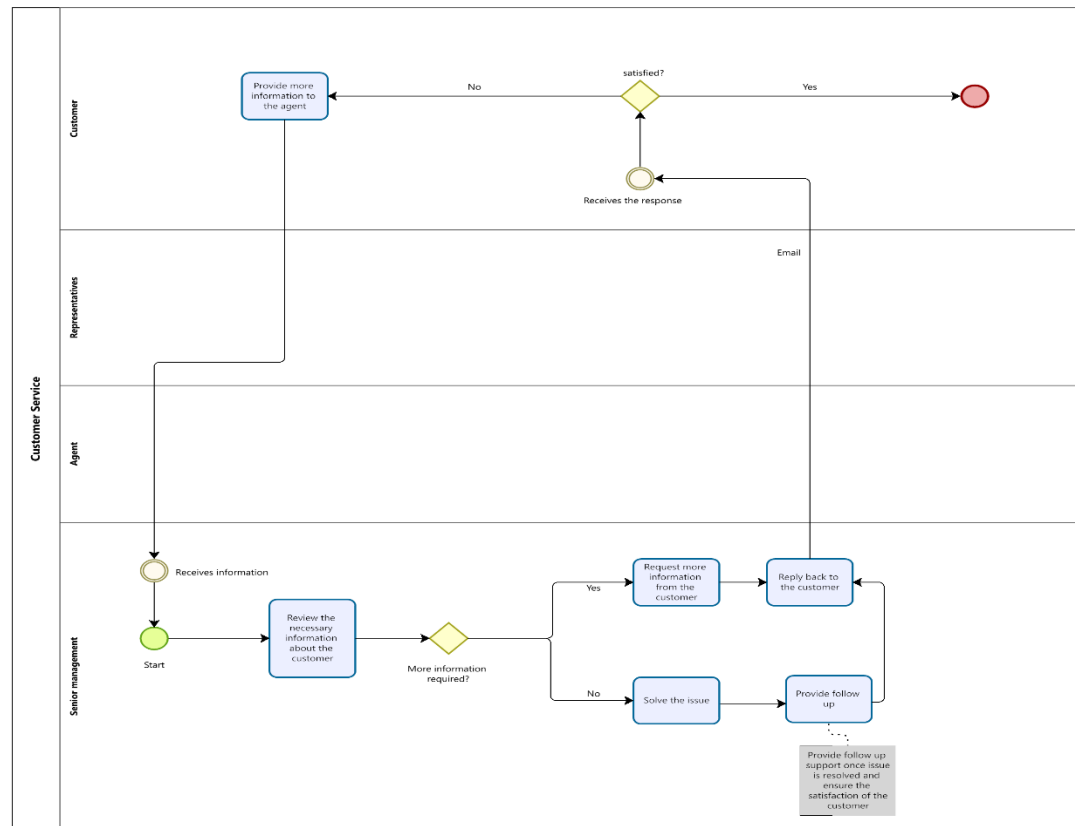 Customer Service
Customer
Representatives
Agent
Senior management
satisfied?
Provide more
information to
the agent
No
Yes
Receives the response
Email
Receives information
Start
Review the
necessary
information
about the
customer
More information
required?
Yes
Request more
information
from the
customer
Reply back to
the customer
No
Solve the issue
Provide follow
up
Provide follow up
support once issue
is resolved and
ensure the
satisfaction of the
customer